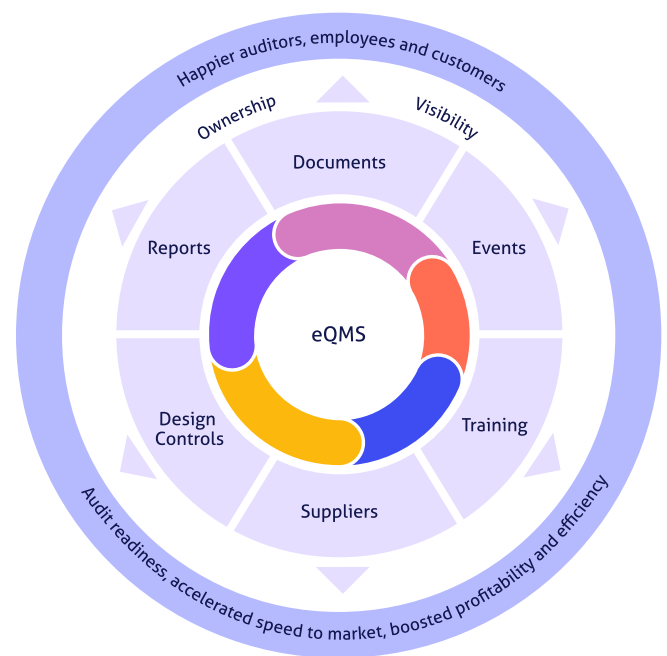 Happier auditors, employees and customers
Ownership
Visibility
Documents
Reports
Events
eQMS
Design
Controls
Training
Suppliers
Audit readiness, accelerated speed to market, boosted profitability and efficiency